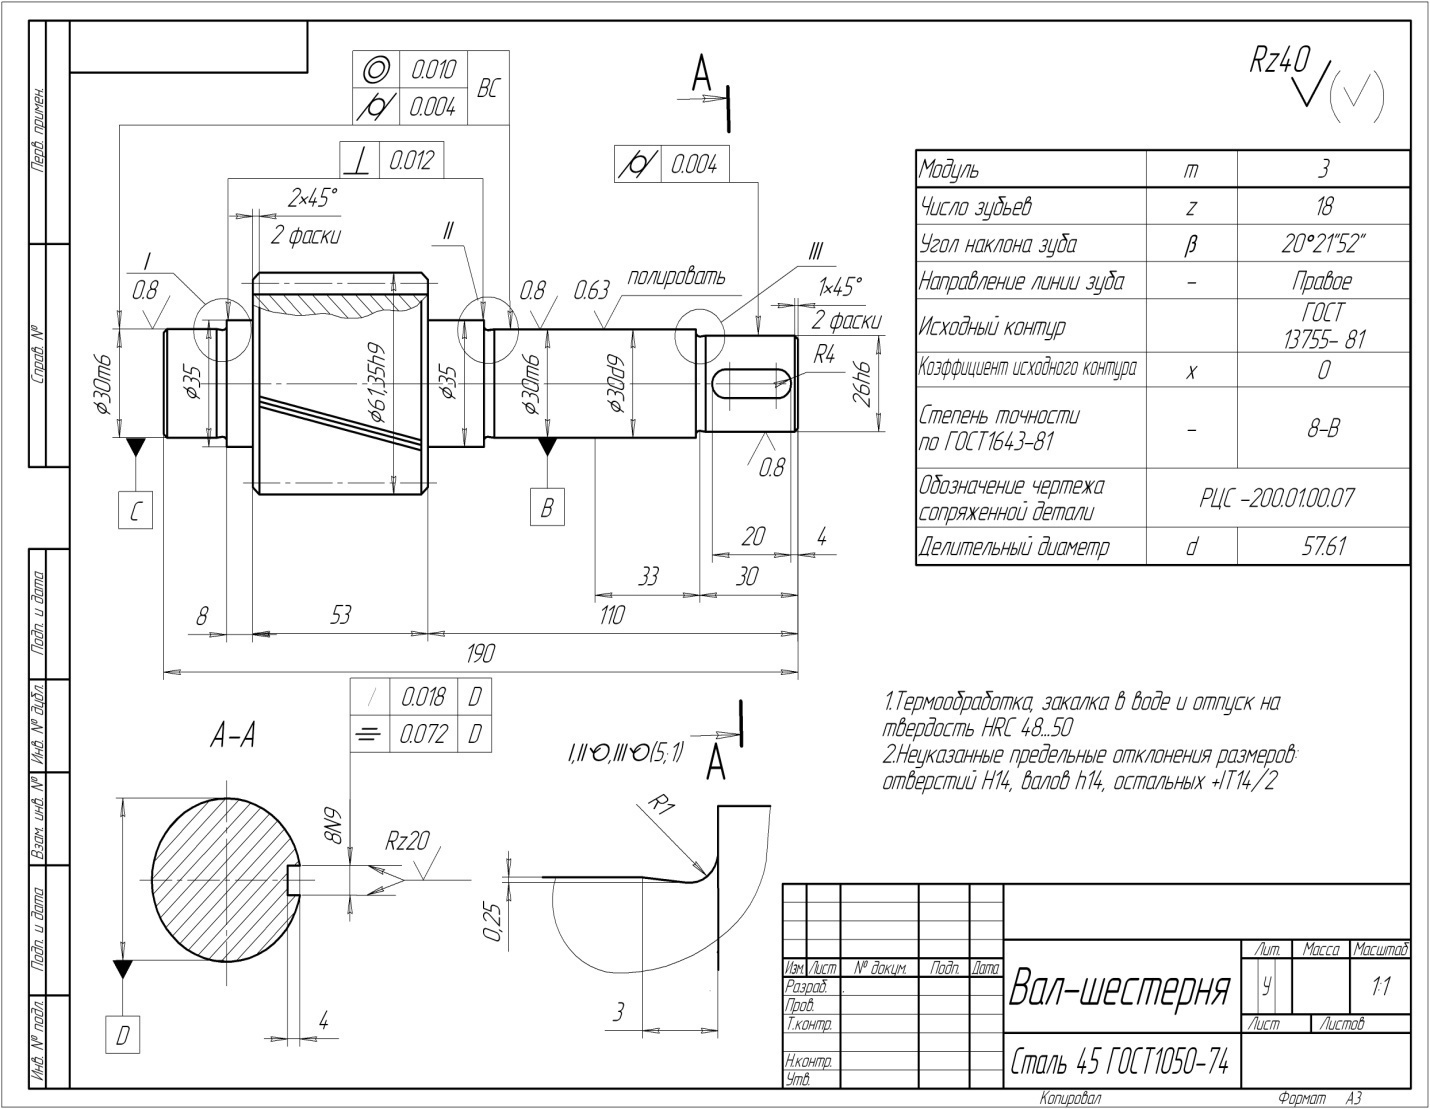 Перв. примен.
Справ. №
Подп. и дата
Инв. № дубл.
Взам. инв. №
Подп. и дата
Инв. № подл.
0.010
0.004
BC
0.012
2×45°
2 фаски
I
II
III
0.8
0.8
0.63
полировать
A
0.004
1×45°
2 фаски
R4
ϕ30m6
ϕ35
ϕ61,35h9
ϕ35
ϕ30m6
ϕ30d9
26h6
0.8
C
B
20
4
33
30
8
53
110
190
Rz40
Модуль m 3
Число зубьев z 18
Угол наклона зуба β 20°21"52"
Направление линии зуба – Правое
Исходный контур ГОСТ
13755– 81
Коэффициент исходного контура x 0
Степень точности
по ГОСТ1643–81 – 8–В
Обозначение чертежа
сопряженной детали РЦС –200.01.00.07
Делительный диаметр d 57.61
0.018 D
0.072 D
A–A
8N9
Rz20
4
D
I,II,III(5:1)
A
R1
0,25
3
1.Термообработка, закалка в воде и отпуск на
твердость HRC 48...50
2.Неуказанные предельные отклонения размеров:
отверстий H14, валов h14, остальных +IT14/2
Изм. Лист № докум. Подп. Дата
Разраб.
Пров.
Т.контр.
Н.контр.
Утв.
Вал–шестерня
Сталь 45 ГОСТ1050–74
Лит. Масса Масштаб
У 1:1
Лист Листов
Копировал Формат А3